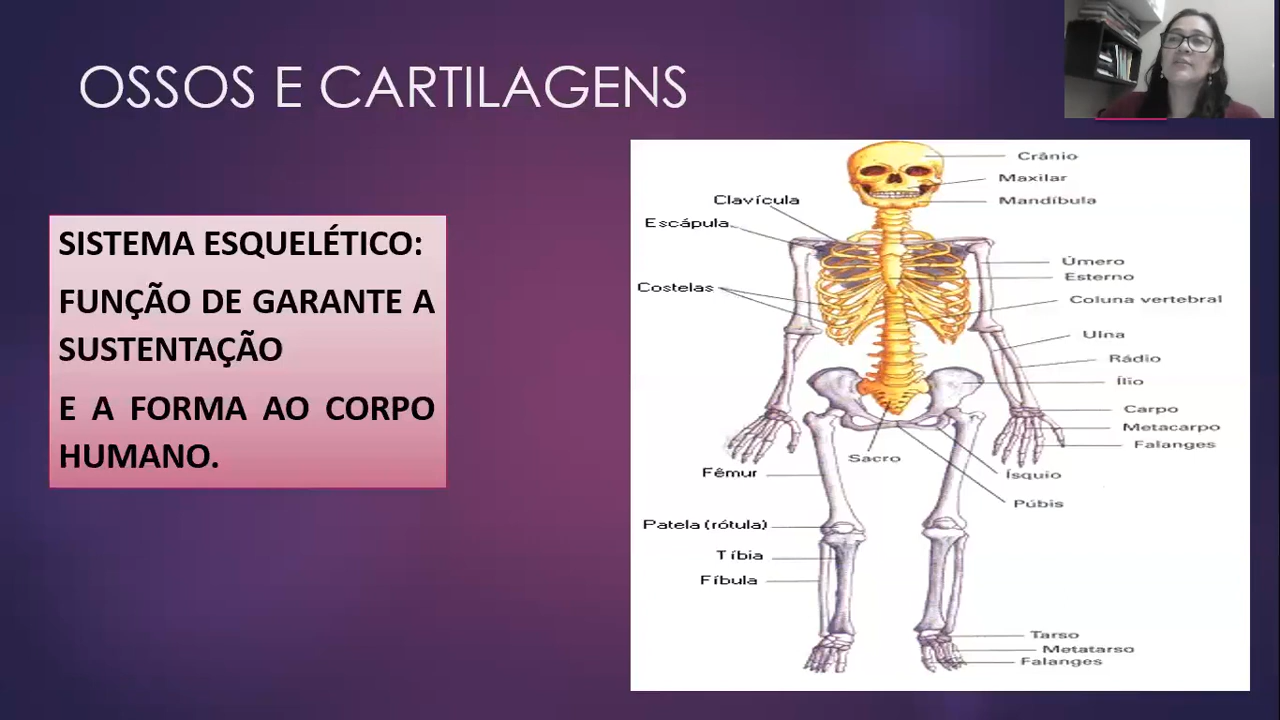 OSSOS E CARTILAGENS
SISTEMA ESQUELÉTICO:
FUNÇÃO DE GARANTE A
SUSTENTAÇÃO
E A FORMA AO CORPO
HUMANO.
Crânio
Maxilar
Mandíbula
Clavícula
Escápula
Costelas
Úmero
Esterno
Coluna vertebral
Ulna
Rádio
Ílio
Carpo
Metacarpo
Falanges
Sacro
Ísquio
Púbis
Fêmur
Patela (rótula)
Tíbia
Fíbula
Tarso
Metatarso
Falanges